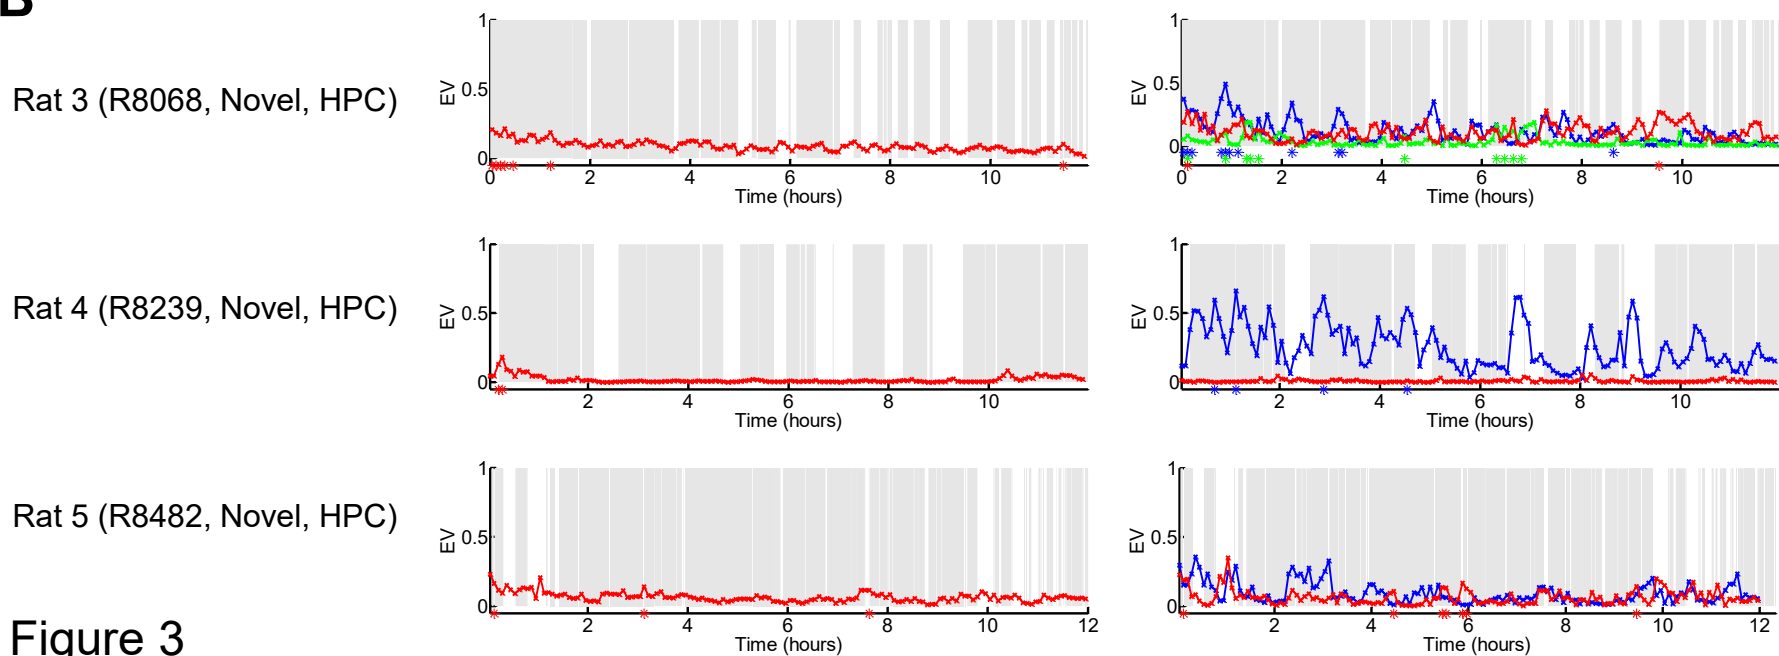 B
Rat 3 (R8068, Novel, HPC)
EV
1
0.5
0
0 2 4 6 8 10
Time (hours)
EV
1
0.5
0
0 2 4 6 8 10
Time (hours)
Rat 4 (R8239, Novel, HPC)
EV
1
0.5
0
2 4 6 8 10
Time (hours)
EV
1
0.5
0
2 4 6 8 10
Time (hours)
Rat 5 (R8482, Novel, HPC)
EV
1
0.5
0
2 4 6 8 10 12
Time (hours)
EV
1
0.5
0
2 4 6 8 10 12
Time (hours)
Figure 3